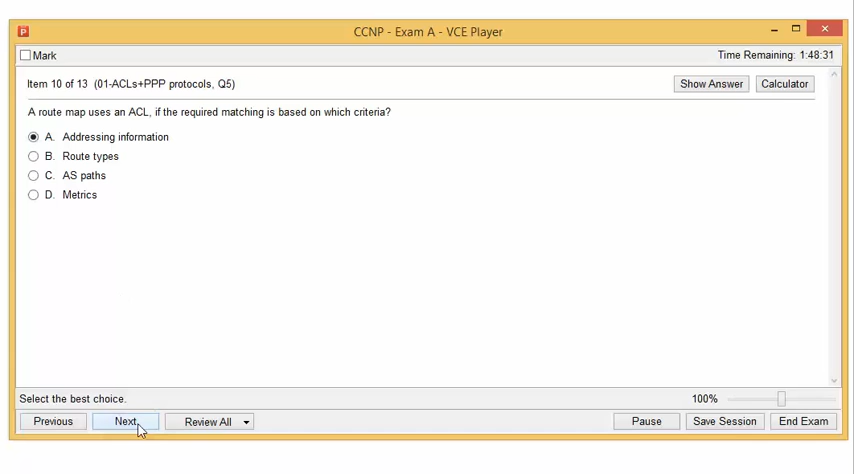 CCNP - Exam A - VCE Player
Mark
Time Remaining: 1:48:31
Item 10 of 13 (01-ACLs+PPP protocols, Q5)
Show Answer
Calculator
A route map uses an ACL, if the required matching is based on which criteria?
A. Addressing information
B. Route types
C. AS paths
D. Metrics
Select the best choice.
100%
Previous
Next
Review All
Pause
Save Session
End Exam